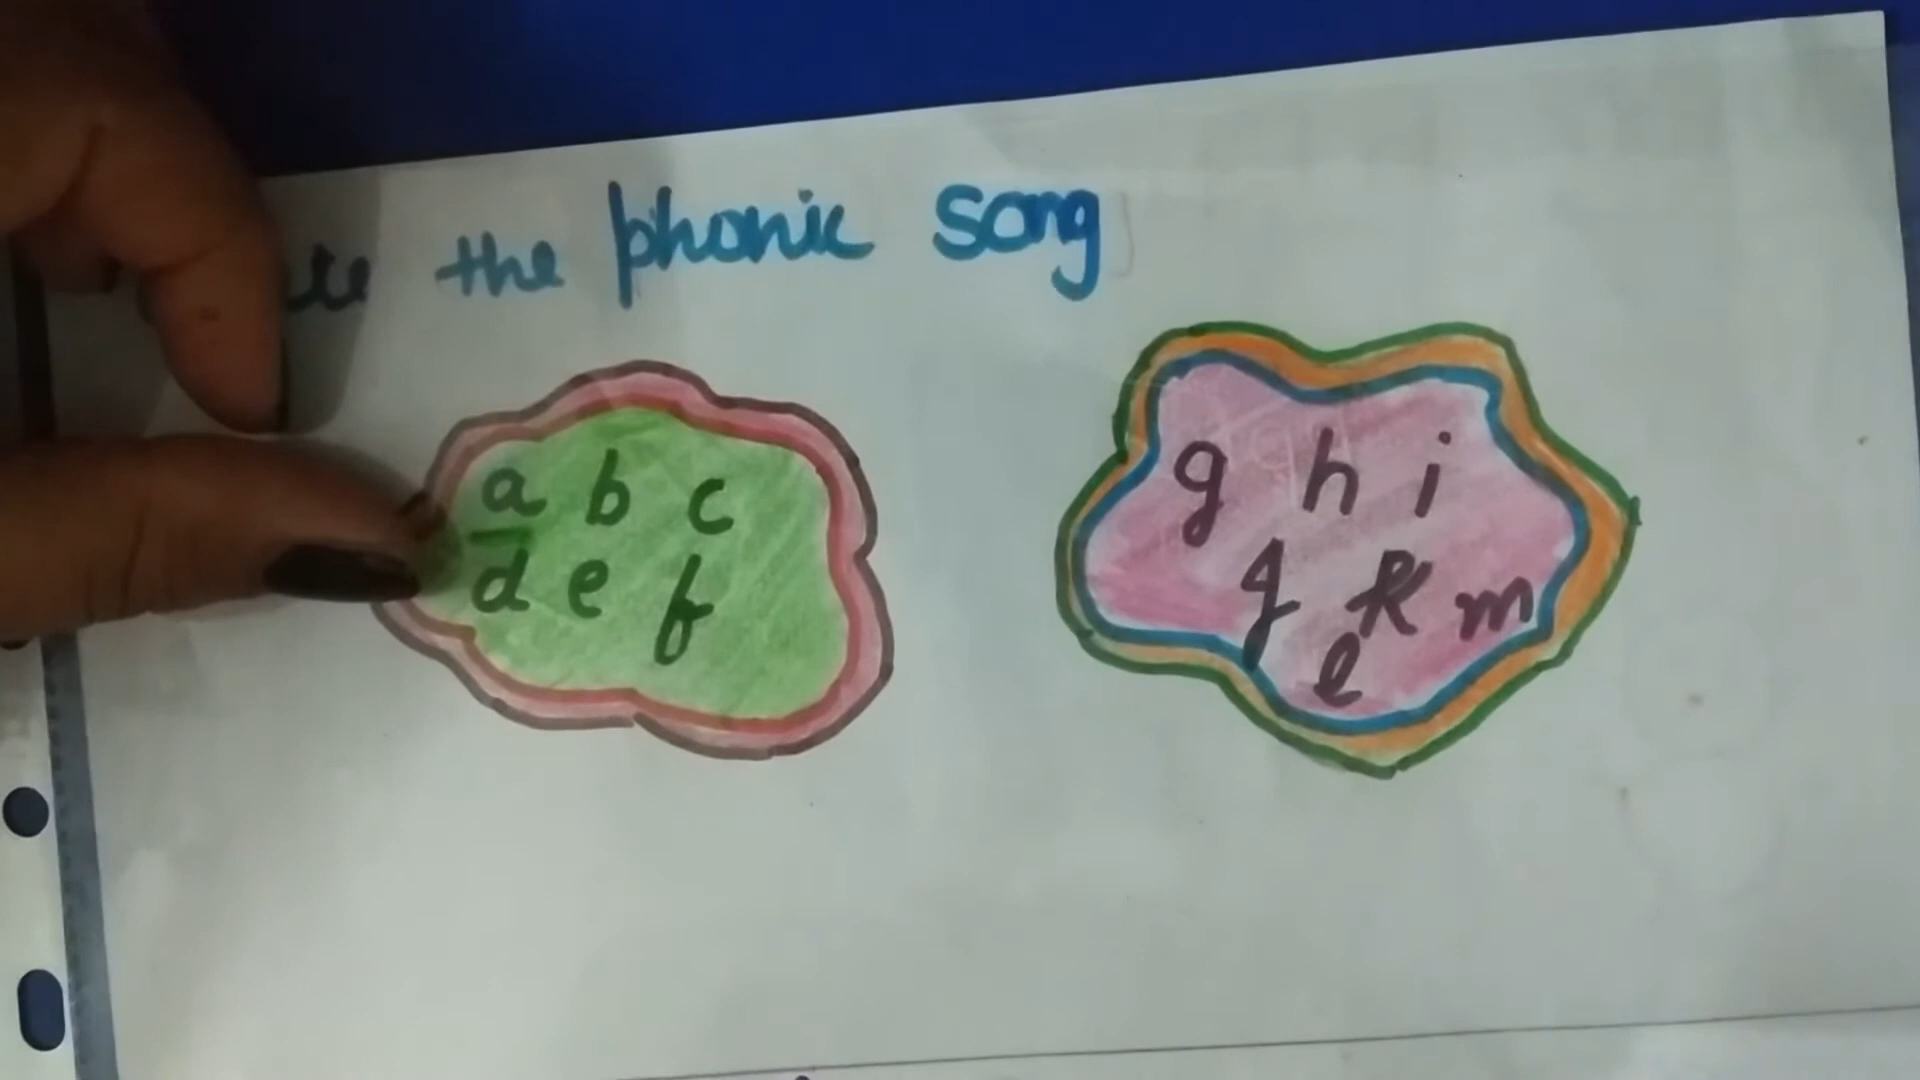 the phonic song
a b c
d e f
g h i
j k m
l